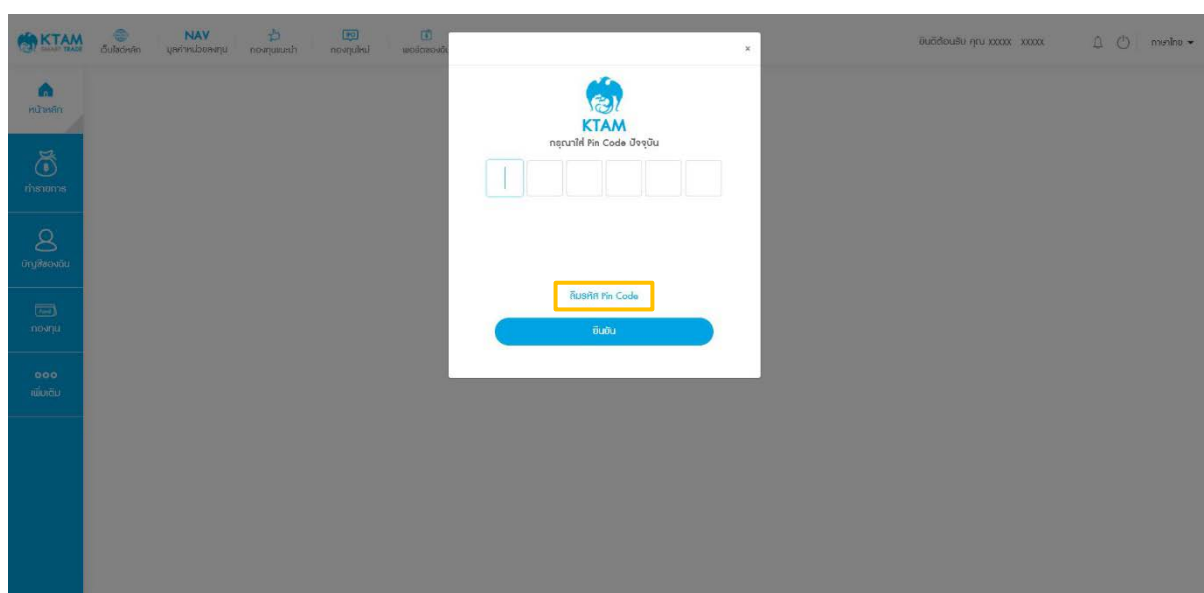 KTAM
SMART TRADE
เว็บไซต์หลัก
NAV
มูลค่าหน่วยลงทุน
กองทุนแนะนำ
IPO
กองทุนใหม่
ยินดีต้อนรับ คุณ xxxxx xxxxx
ภาษาไทย
×
หน้าหลัก
ทำรายการ
บัญชีของฉัน
Fund
กองทุน
เพิ่มเติม
KTAM
กรุณาใส่ Pin Code ปัจจุบัน
ลืมรหัส Pin Code
ยืนยัน